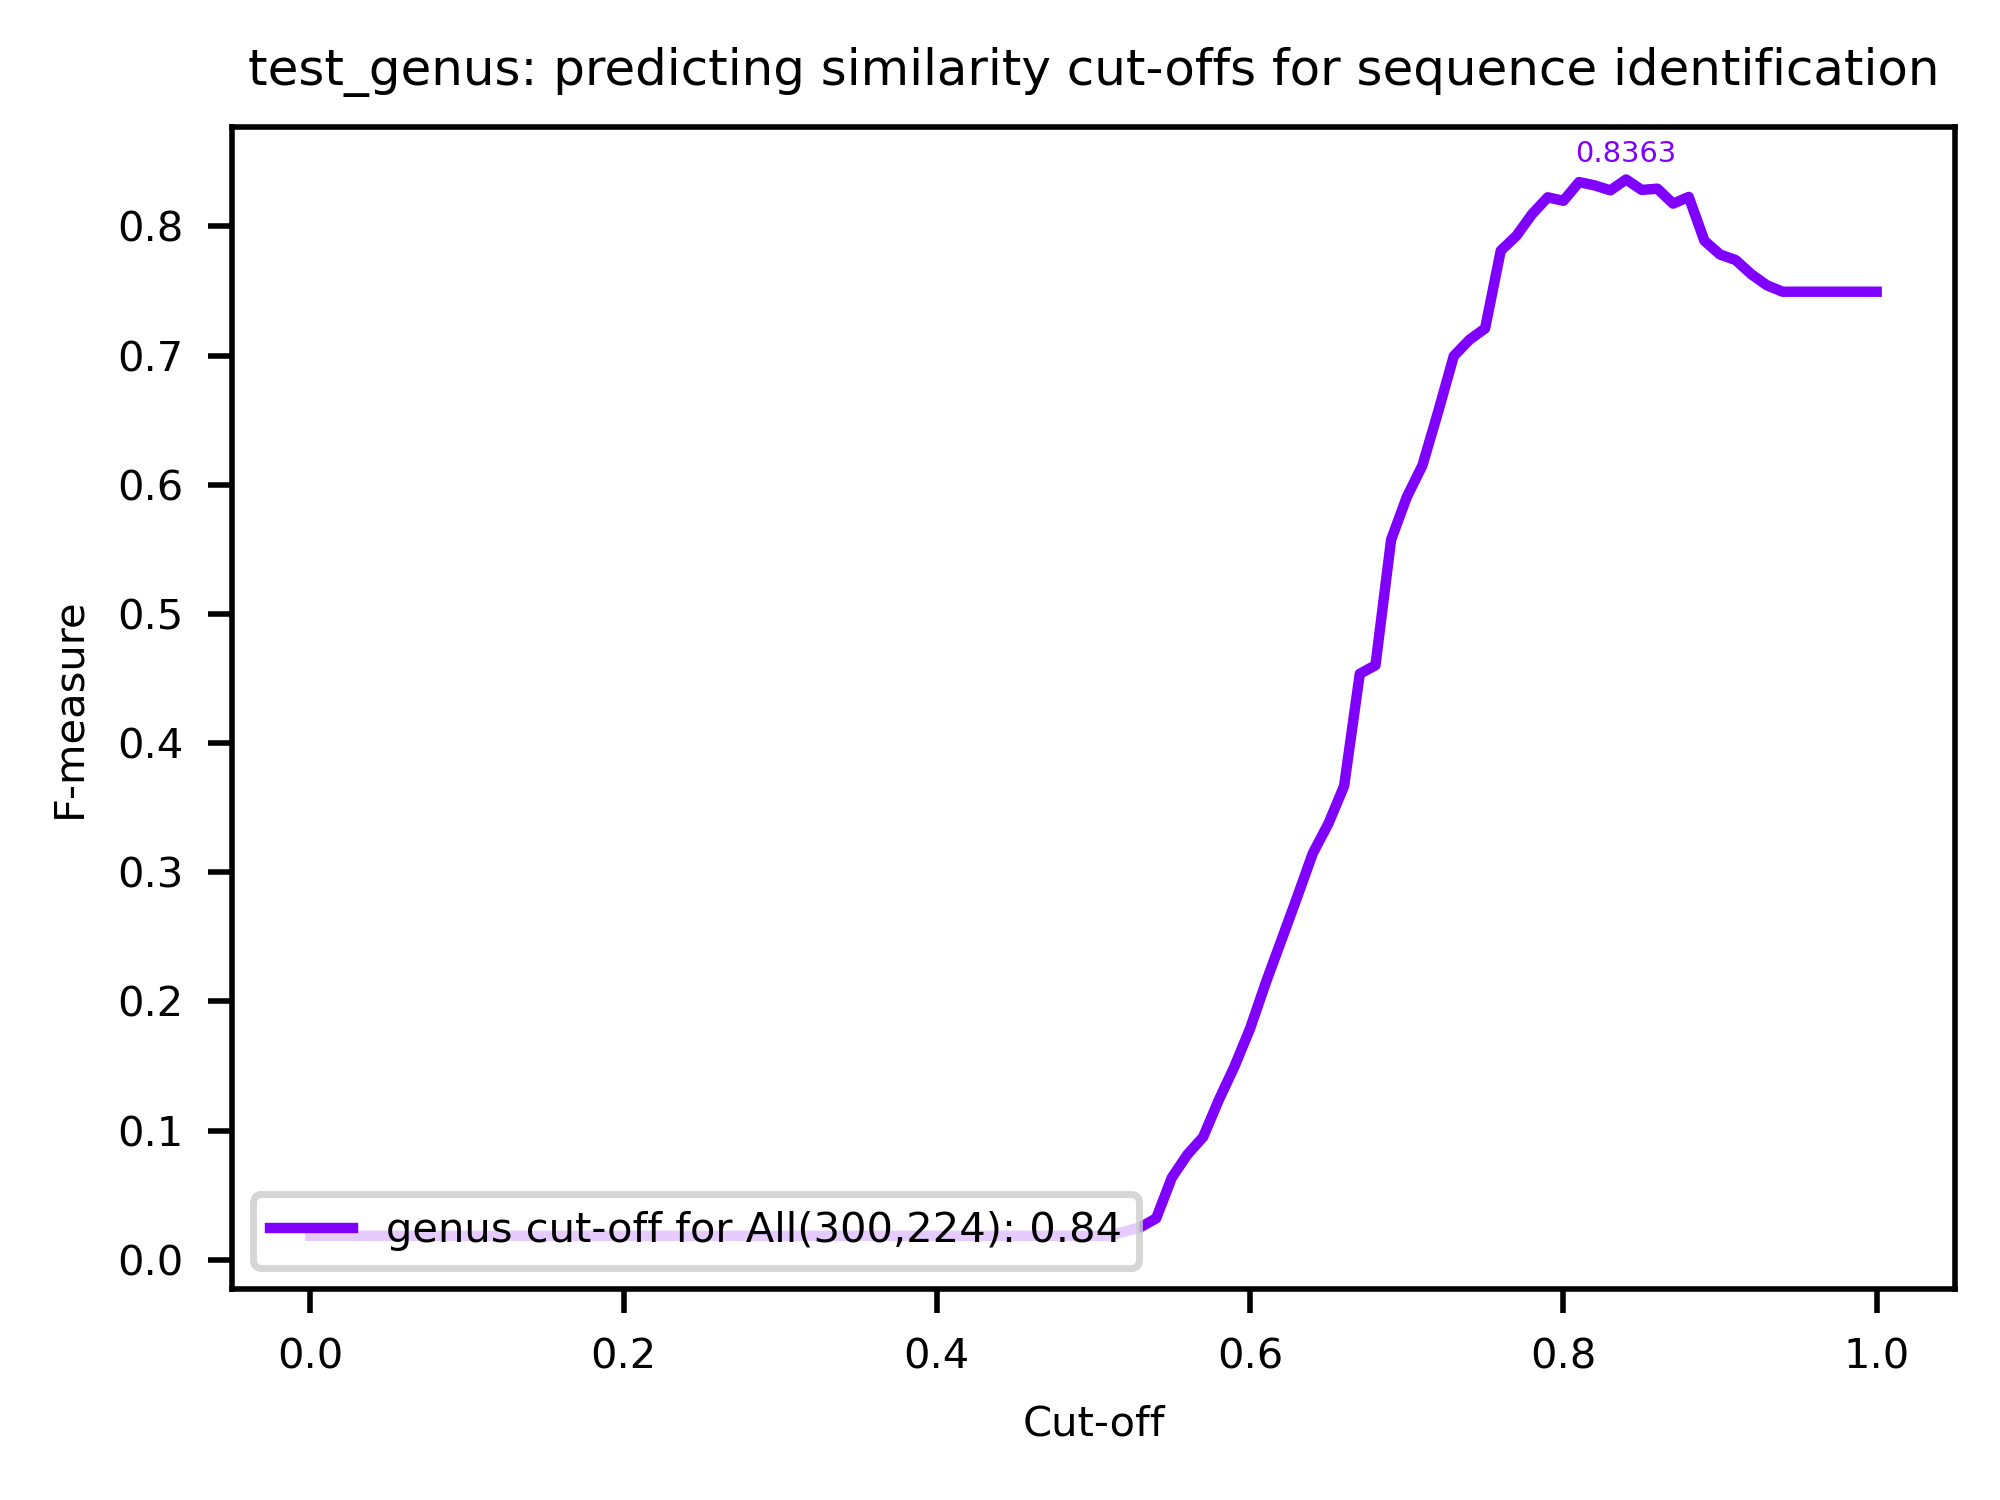 test_genus: predicting similarity cut-offs for sequence identification
0.8363
0.8
0.7
0.6
0.5
0.4
0.3
0.2
0.1
0.0
F-measure
genus cut-off for All(300,224): 0.84
0.0 0.2 0.4 0.6 0.8 1.0
Cut-off